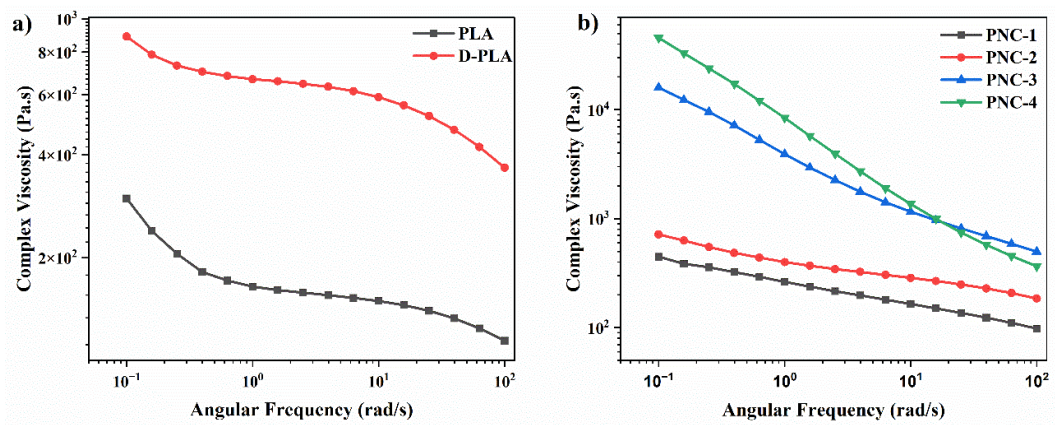 a)
PLA
D-PLA
10³
8×10²
6×10²
4×10²
2×10²
Complex Viscosity (Pa.s)
10⁻¹ 10⁰ 10¹ 10²
Angular Frequency (rad/s)
b)
PNC-1
PNC-2
PNC-3
PNC-4
10⁴
10³
10²
Complex Viscosity (Pa.s)
10⁻¹ 10⁰ 10¹ 10²
Angular Frequency (rad/s)